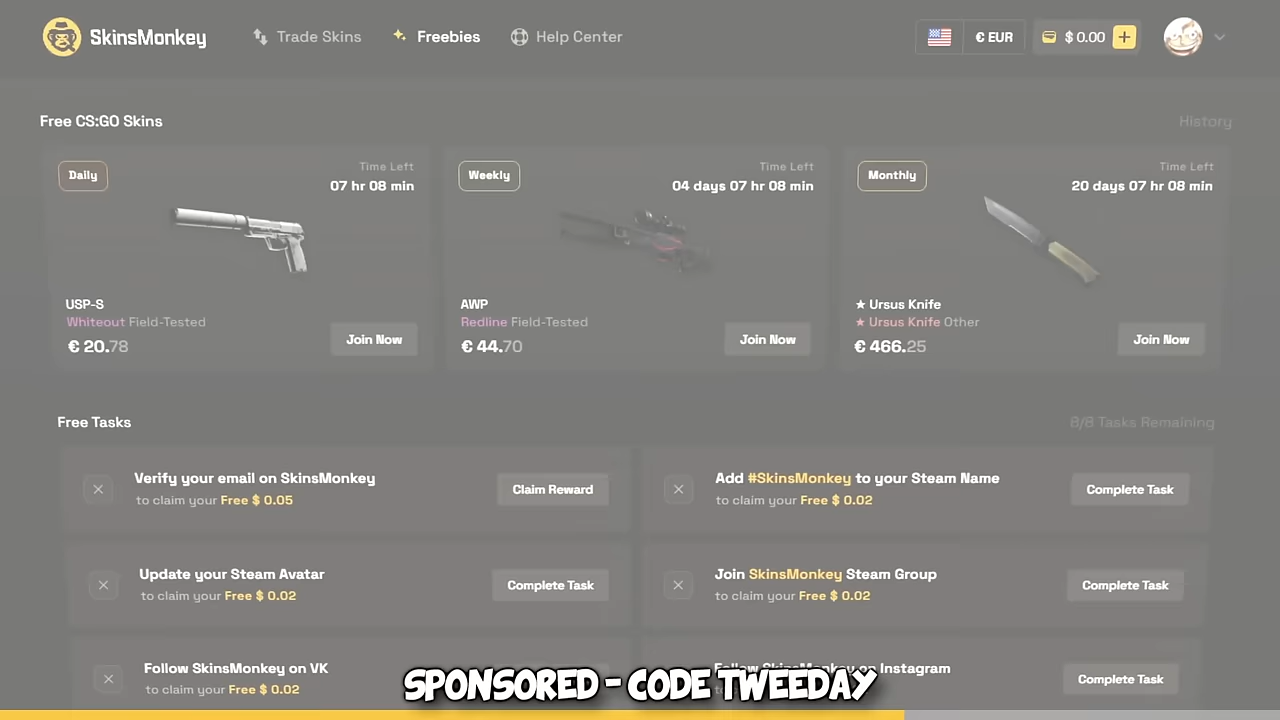 SkinsMonkey
Trade Skins
Freebies
Help Center
€ EUR
$ 0.00
Free CS:GO Skins
History
Daily
Time Left
07 hr 08 min
USP-S
Whiteout Field-Tested
€ 20.78
Join Now
Weekly
Time Left
04 days 07 hr 08 min
AWP
Redline Field-Tested
€ 44.70
Join Now
Monthly
Time Left
20 days 07 hr 08 min
★ Ursus Knife
★ Ursus Knife Other
€ 466.25
Join Now
Free Tasks
8/8 Tasks Remaining
Verify your email on SkinsMonkey
to claim your Free $ 0.05
Claim Reward
Add #SkinsMonkey to your Steam Name
to claim your Free $ 0.02
Complete Task
Update your Steam Avatar
to claim your Free $ 0.02
Complete Task
Join SkinsMonkey Steam Group
to claim your Free $ 0.02
Complete Task
Follow SkinsMonkey on VK
to claim your Free $ 0.02
Follow SkinsMonkey on Instagram
Complete Task
SPONSORED - CODE TWEEDAY